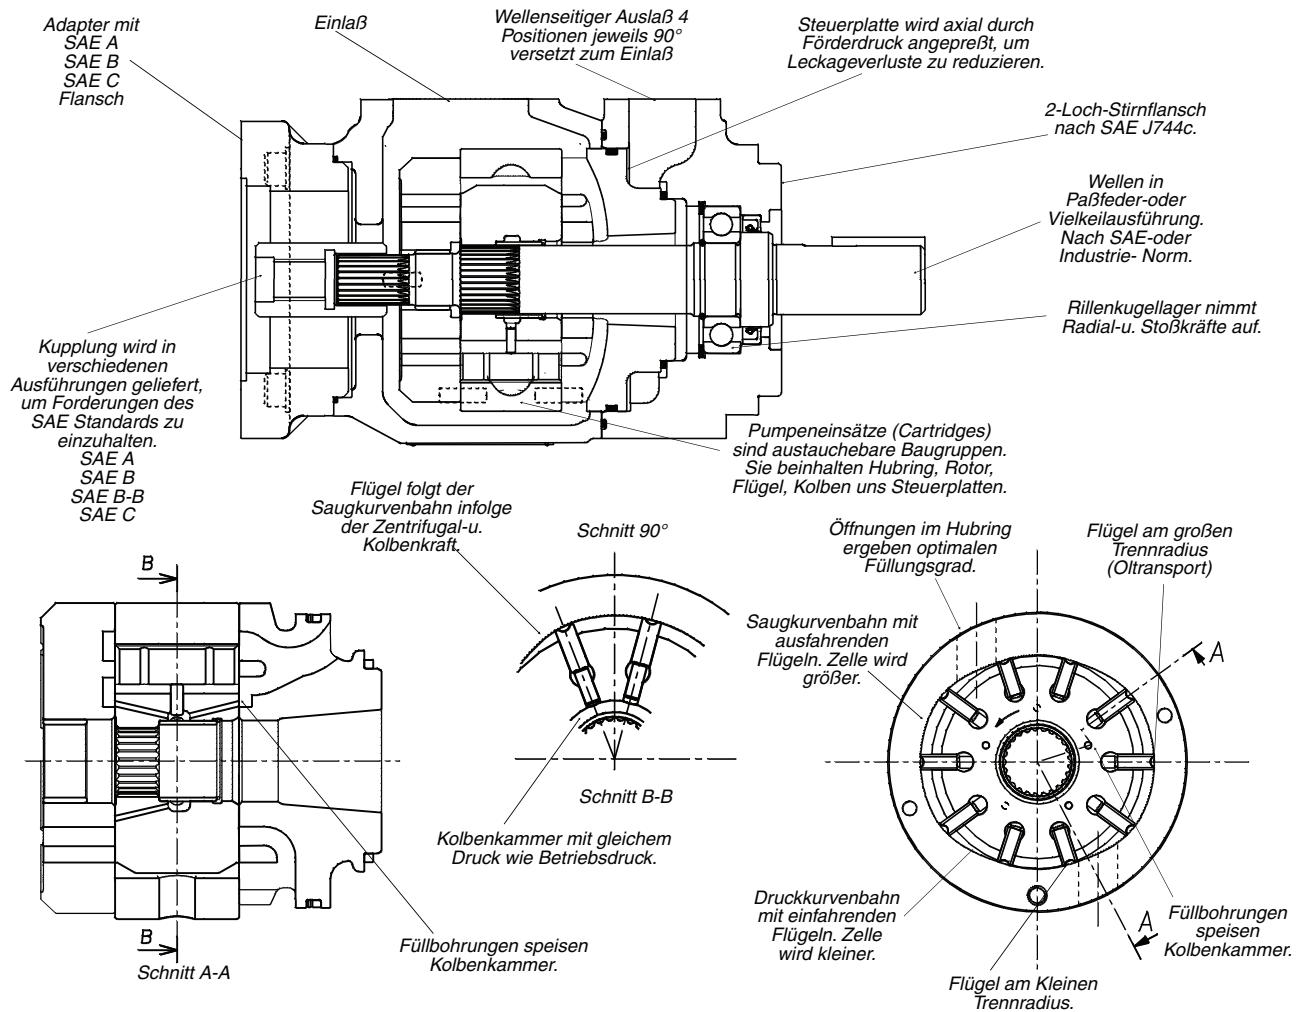 Adapter mit
SAE A
SAE B
SAE C
Flansch
Einlaß
Wellenseitiger Auslaß 4
Positionen jeweils 90°
versetzt zum Einlaß
Steuerplatte wird axial durch
Förderdruck angepreßt, um
Leckageverluste zu reduzieren.
2-Loch-Stirnflansch
nach SAE J744c.
Wellen in
Paßfeder-oder
Vielkeilausführung.
Nach SAE-oder
Industrie- Norm.
Rillenkugellager nimmt
Radial-u. Stoßkräfte auf.
Kupplung wird in
verschiedenen
Ausführungen geliefert,
um Forderungen des
SAE Standards zu
einzuhalten.
SAE A
SAE B
SAE B-B
SAE C
Pumpeneinsätze (Cartridges)
sind austauchebare Baugruppen.
Sie beinhalten Hubring, Rotor,
Flügel, Kolben uns Steuerplatten.
Flügel folgt der
Saugkurvenbahn infolge
der Zentrifugal-u.
Kolbenkraft.
Schnitt 90°
Öffnungen im Hubring
ergeben optimalen
Füllungsgrad.
Flügel am großen
Trennradius
(Oltransport)
Saugkurvenbahn mit
ausfahrenden
Flügeln. Zelle wird
größer.
B
A
Schnitt B-B
Kolbenkammer mit gleichem
Druck wie Betriebsdruck.
Druckkurvenbahn
mit einfahrenden
Flügeln. Zelle
wird kleiner.
A
Füllbohrungen
speisen
Kolbenkammer.
B
Schnitt A-A
Füllbohrungen speisen
Kolbenkammer.
Flügel am Kleinen
Trennradius.